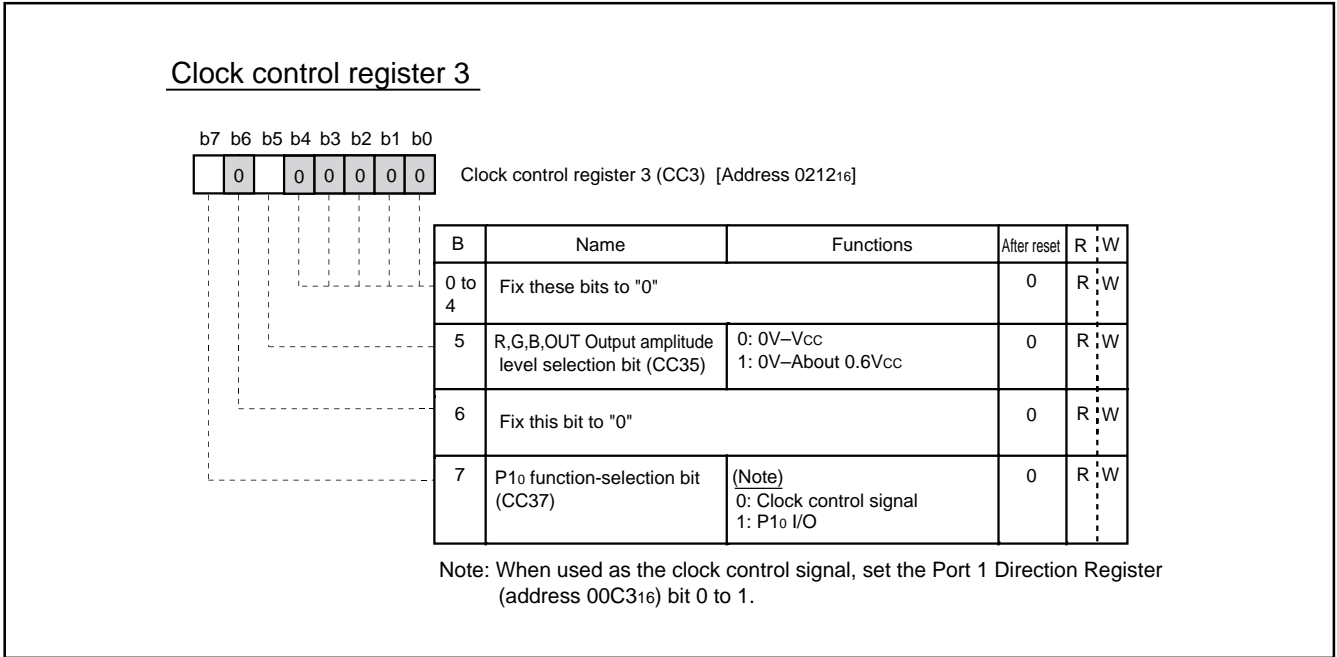 Clock control register 3
b7 b6 b5 b4 b3 b2 b1 b0
0 0 0 0 0 0
Clock control register 3 (CC3) [Address 021216]
B Name Functions After reset R W
0 to 4 Fix these bits to "0" 0 R W
5 R,G,B,OUT Output amplitude level selection bit (CC35) 0: 0V–VCC 1: 0V–About 0.6VCC 0 R W
6 Fix this bit to "0" 0 R W
7 P10 function-selection bit (CC37) (Note) 0: Clock control signal 1: P10 I/O 0 R W
Note: When used as the clock control signal, set the Port 1 Direction Register
(address 00C316) bit 0 to 1.